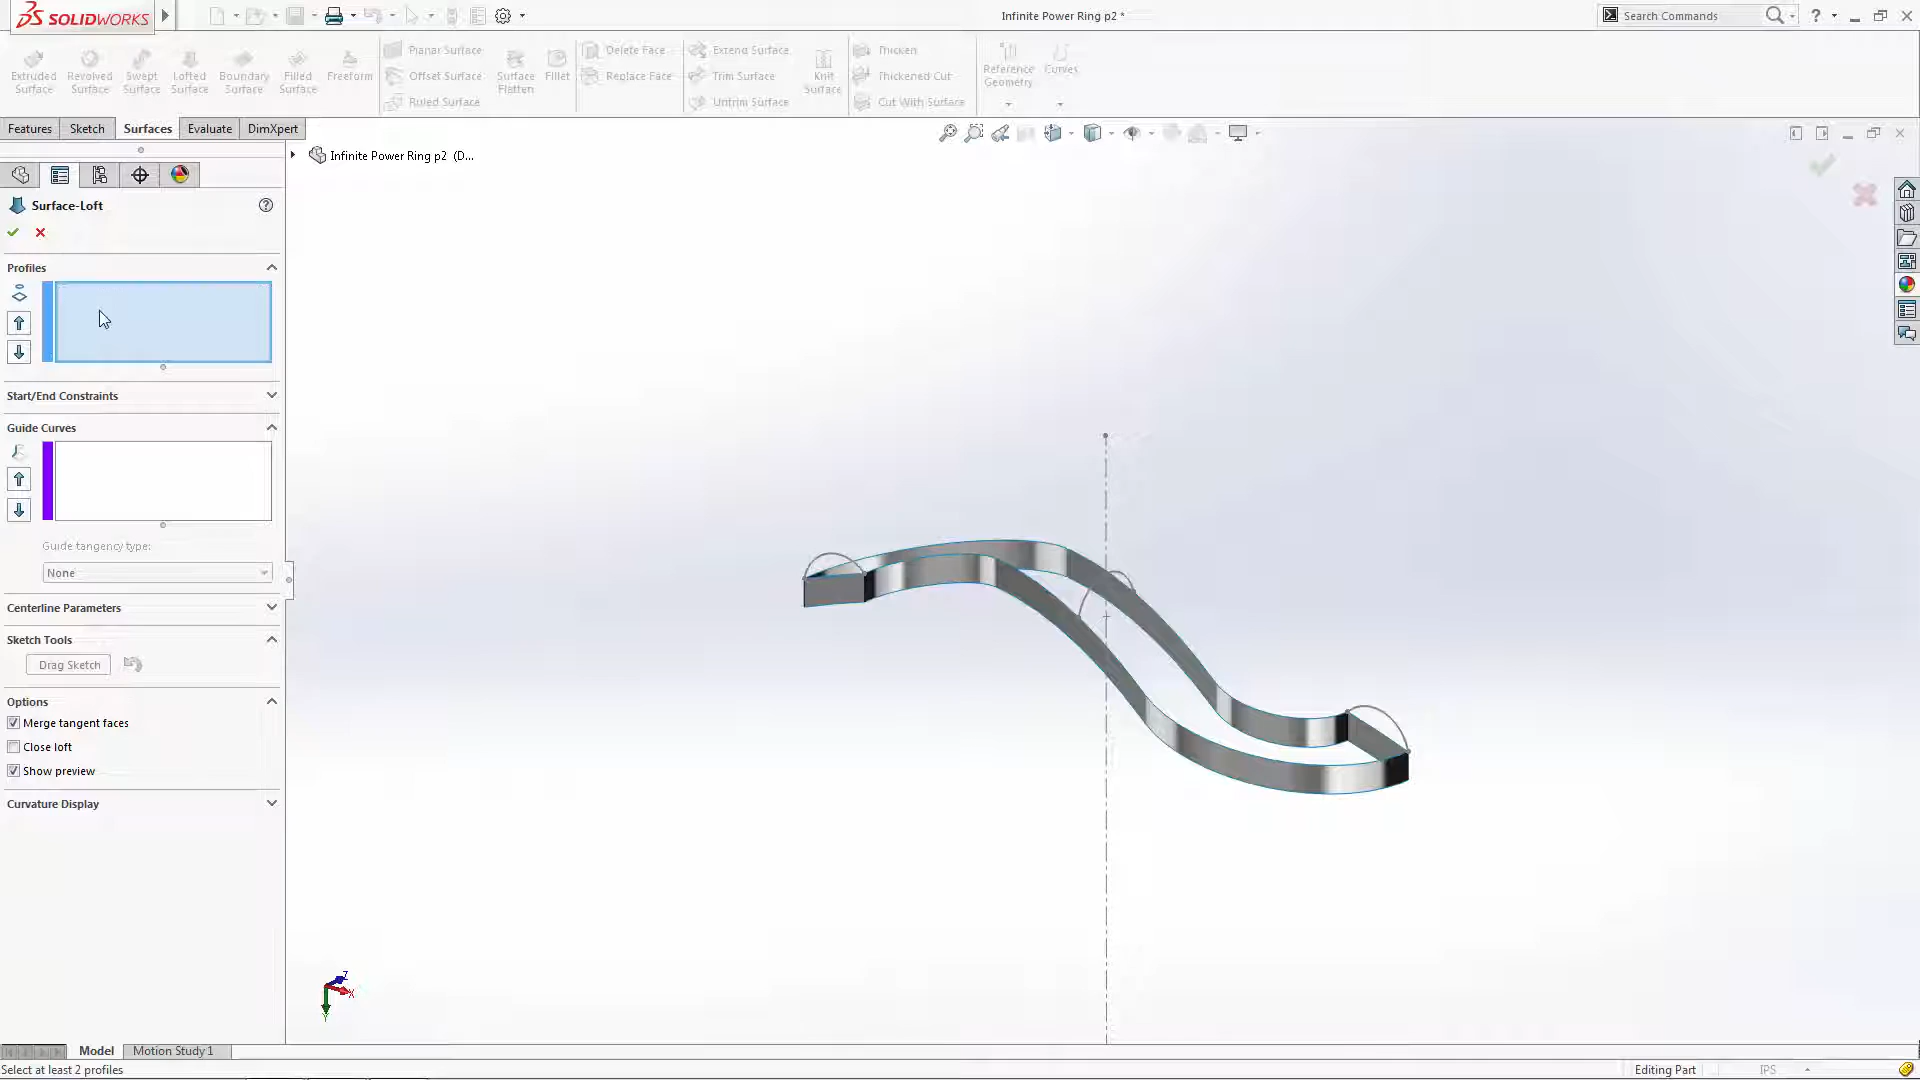 SOLIDWORKS
Infinite Power Ring p2 *
Search Commands
Extruded Surface
Revolved Surface
Swept Surface
Lofted Surface
Boundary Surface
Filled Surface
Freeform
Planar Surface
Offset Surface
Ruled Surface
Surface Flatten
Fillet
Delete Face
Replace Face
Extend Surface
Trim Surface
Untrim Surface
Knit Surface
Thicken
Thickened Cut
Cut With Surface
Reference Geometry
Curves
Features
Sketch
Surfaces
Evaluate
DimXpert
Infinite Power Ring p2 (D...
Surface-Loft
Profiles
Start/End Constraints
Guide Curves
Guide tangency type:
None
Centerline Parameters
Sketch Tools
Drag Sketch
Options
Merge tangent faces
Close loft
Show preview
Curvature Display
Z
X
Y
Model
Motion Study 1
Select at least 2 profiles
Editing Part
IPS